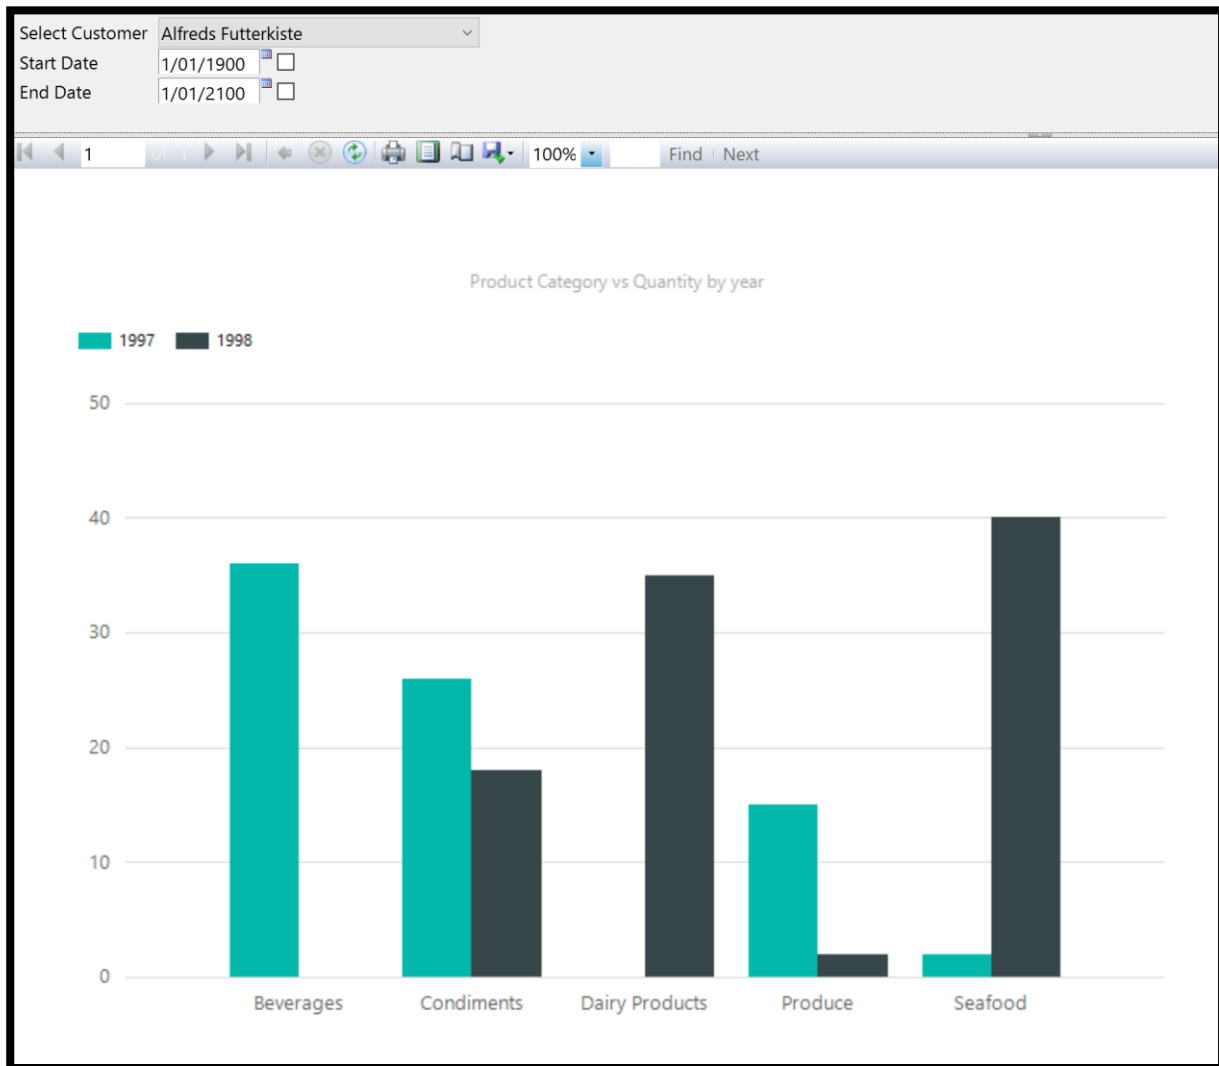 Select Customer Alfreds Futterkiste
Start Date 1/01/1900
End Date 1/01/2100
1 of 1 100% Find Next
Product Category vs Quantity by year
1997 1998
50
40
30
20
10
0
Beverages Condiments Dairy Products Produce Seafood